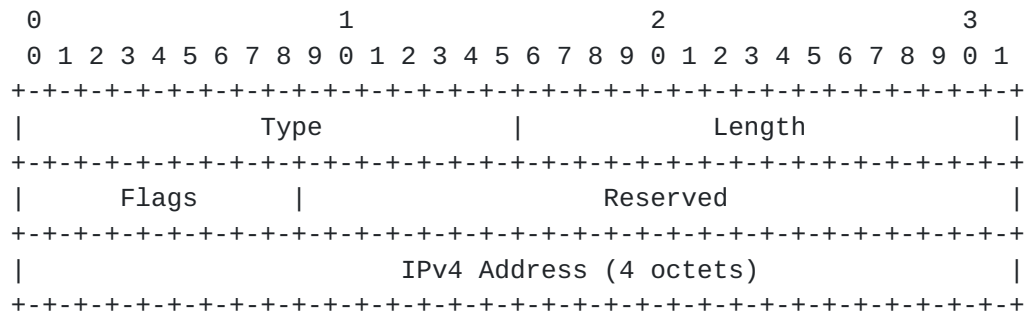 0                   1                   2                   3
 0 1 2 3 4 5 6 7 8 9 0 1 2 3 4 5 6 7 8 9 0 1 2 3 4 5 6 7 8 9 0 1
+-+-+-+-+-+-+-+-+-+-+-+-+-+-+-+-+-+-+-+-+-+-+-+-+-+-+-+-+-+-+-+-+
|               Type            |            Length             |
+-+-+-+-+-+-+-+-+-+-+-+-+-+-+-+-+-+-+-+-+-+-+-+-+-+-+-+-+-+-+-+-+
|      Flags      |                   Reserved                  |
+-+-+-+-+-+-+-+-+-+-+-+-+-+-+-+-+-+-+-+-+-+-+-+-+-+-+-+-+-+-+-+-+
|                        IPv4 Address (4 octets)                |
+-+-+-+-+-+-+-+-+-+-+-+-+-+-+-+-+-+-+-+-+-+-+-+-+-+-+-+-+-+-+-+-+